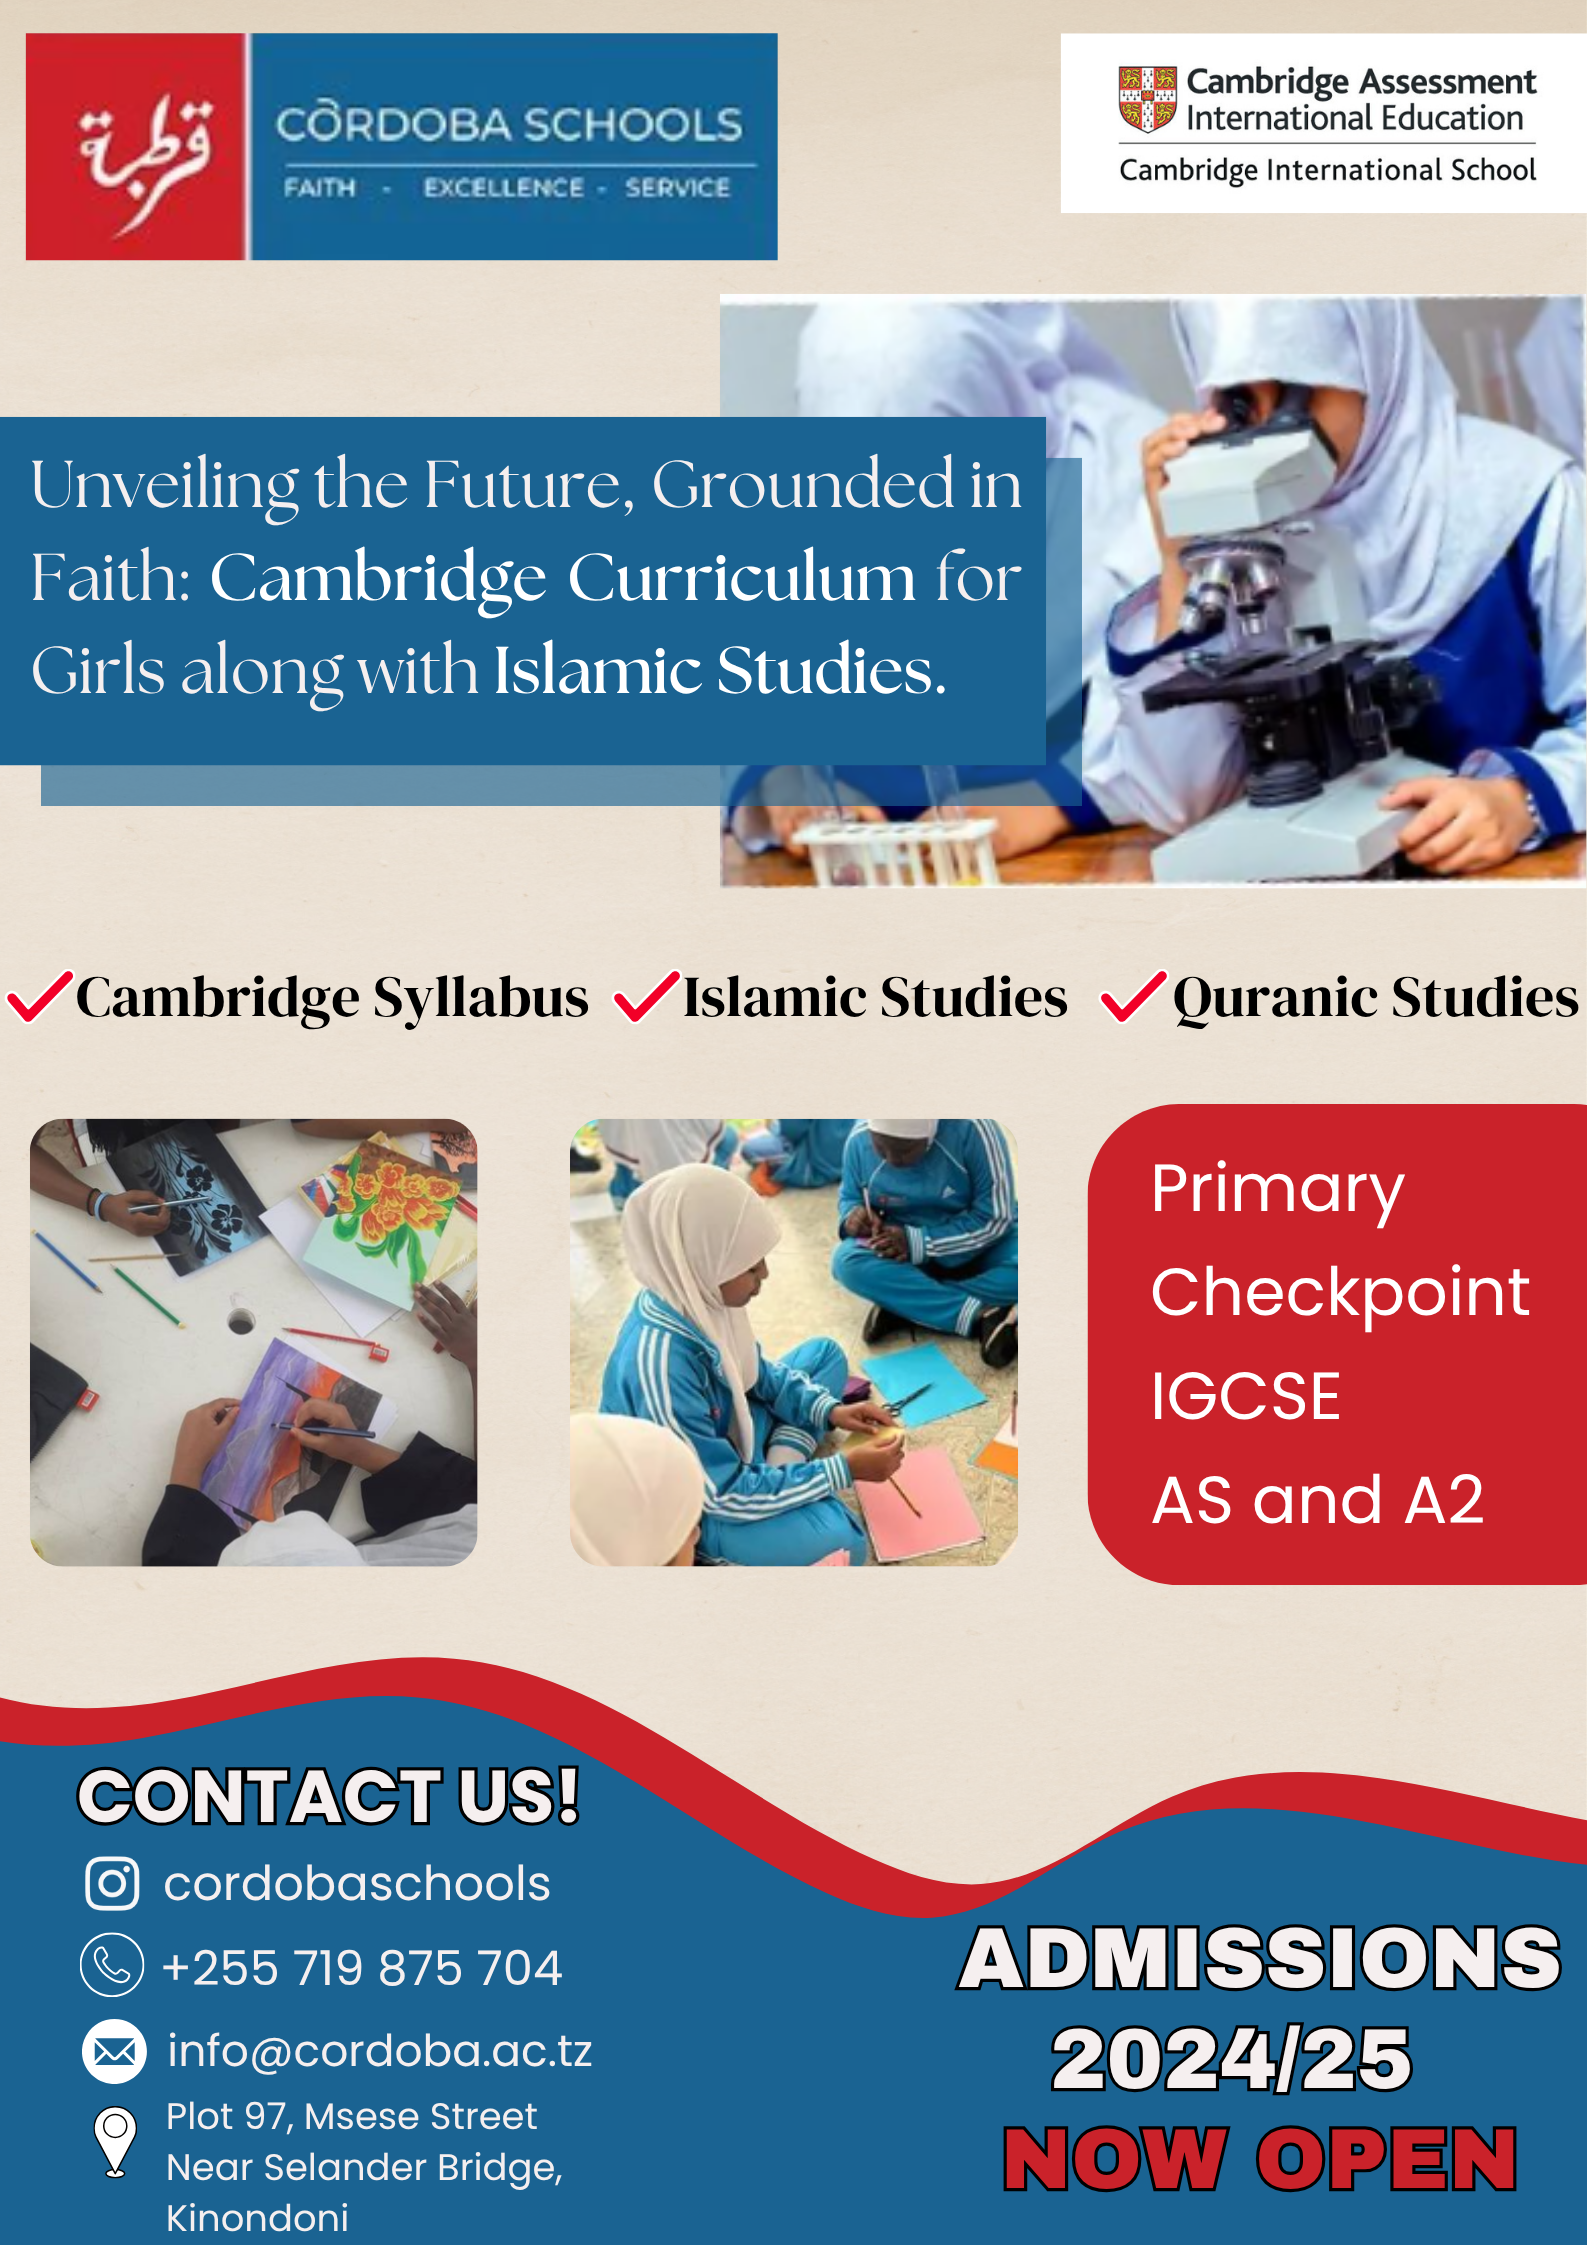 قرطبة
CÔRDOBA SCHOOLS
FAITH - EXCELLENCE - SERVICE
Cambridge Assessment
International Education
Cambridge International School
Unveiling the Future, Grounded in
Faith: Cambridge Curriculum for
Girls along with Islamic Studies.
Cambridge Syllabus
Islamic Studies
Quranic Studies
Primary
Checkpoint
IGCSE
AS and A2
CONTACT US!
cordobaschools
+255 719 875 704
info@cordoba.ac.tz
Plot 97, Msese Street
Near Selander Bridge,
Kinondoni
ADMISSIONS
2024/25
NOW OPEN